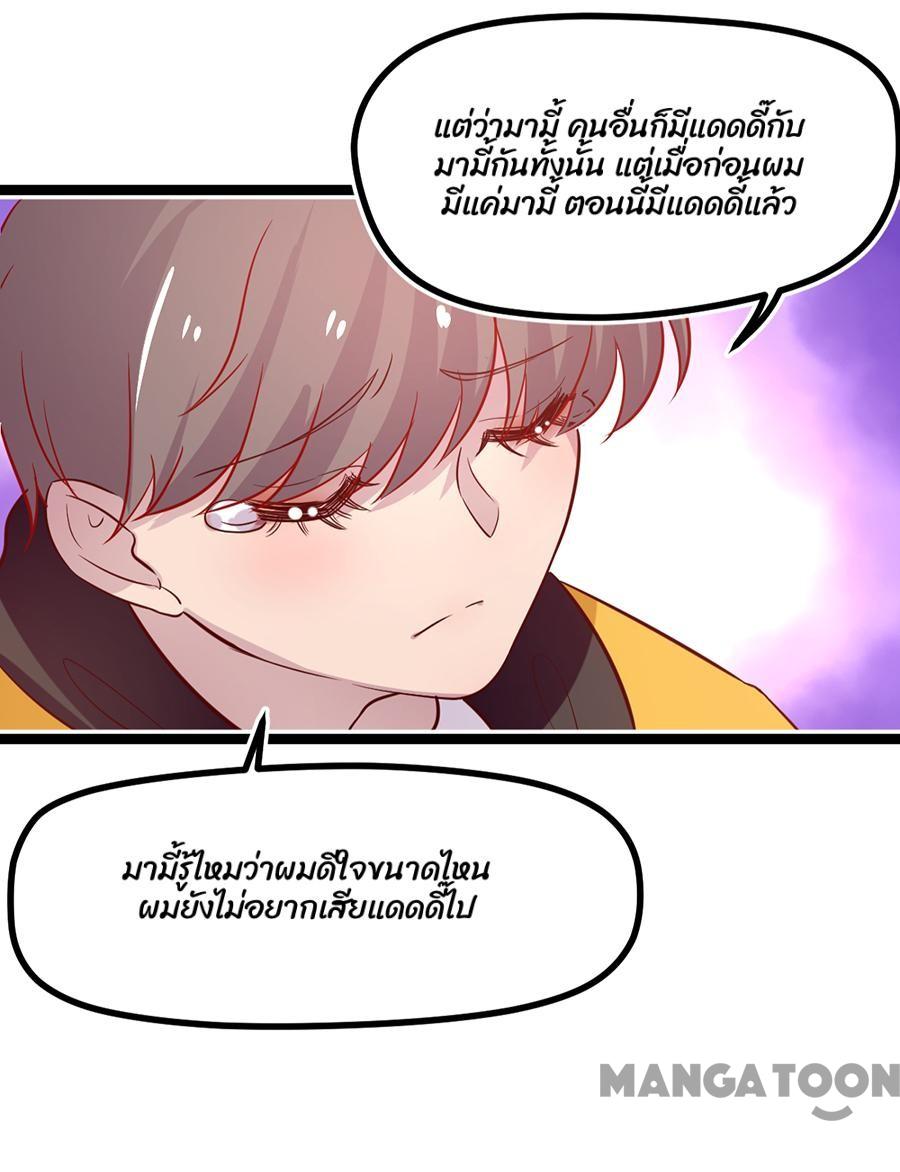 แต่ว่ามามี้ คนอื่นก็มีแดดดี๊กับ
มามี้กันทั้งนั้น แต่เมื่อก่อนผม
มีแค่มามี้ ตอนนี้มีแดดดี้แล้ว
มามี้รู้ไหมว่าผมดีใจขนาดไหน
ผมยังไม่อยากเสียแดดดี๊ไป
MANGATOON